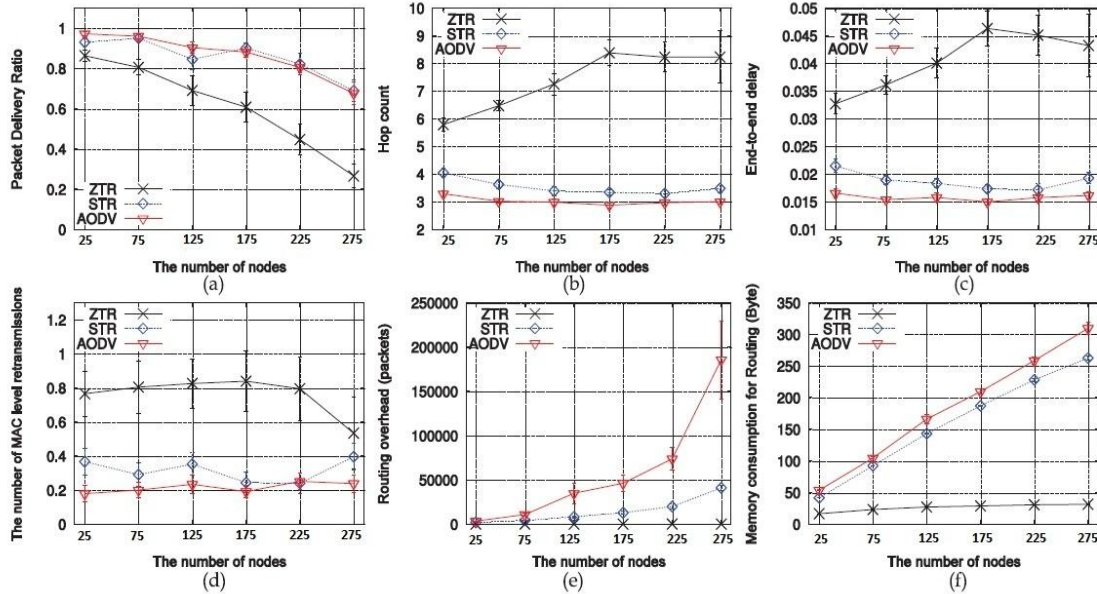 Packet Delivery Ratio
1
0.8
0.6
0.4
0.2
0
ZTR
STR
AODV
25 75 125 175 225 275
The number of nodes
(a)
Hop count
10
9
8
7
6
5
4
3
2
ZTR
STR
AODV
25 75 125 175 225 275
The number of nodes
(b)
End-to-end delay
0.05
0.045
0.04
0.035
0.03
0.025
0.02
0.015
0.01
ZTR
STR
AODV
25 75 125 175 225 275
The number of nodes
(c)
The number of MAC level retransmissions
1.2
1
0.8
0.6
0.4
0.2
0
ZTR
STR
AODV
25 75 125 175 225 275
The number of nodes
(d)
Routing overhead (packets)
250000
200000
150000
100000
50000
0
ZTR
STR
AODV
25 75 125 175 225 275
The number of nodes
(e)
Memory consumption for Routing (Byte)
350
300
250
200
150
100
50
0
ZTR
STR
AODV
25 75 125 175 225 275
The number of nodes
(f)